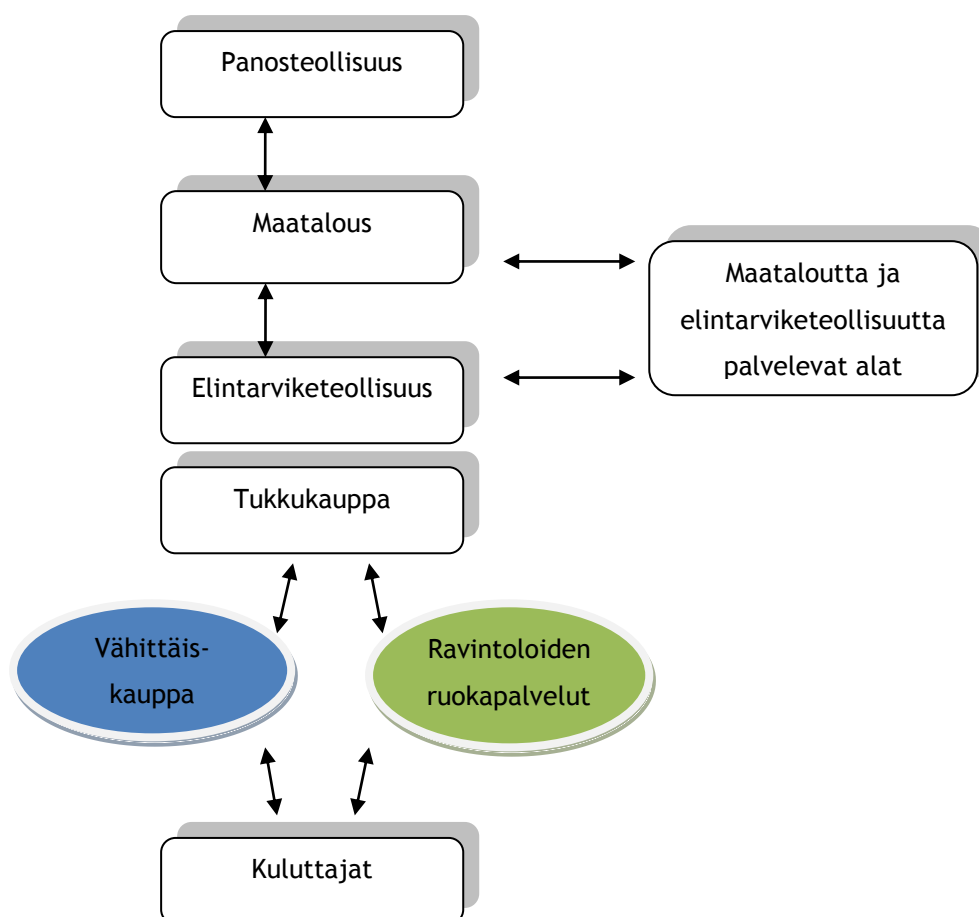 Panosteollisuus
Maatalous
Maataloutta ja
elintarviketeollisuutta
palvelevat alat
Elintarviketeollisuus
Tukkukauppa
Vähittäis-
kauppa
Ravintoloiden
ruokapalvelut
Kuluttajat